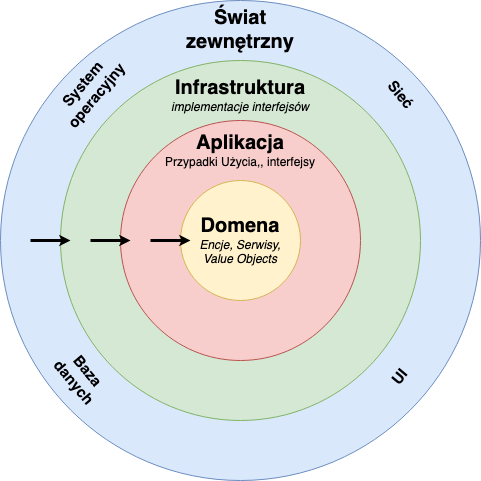 Świat
zewnętrzny
System
operacyjny
Sieć
Infrastruktura
implementacje interfejsów
Aplikacja
Przypadki Użycia,, interfejsy
Domena
Encje, Serwisy,
Value Objects
Baza
danych
UI